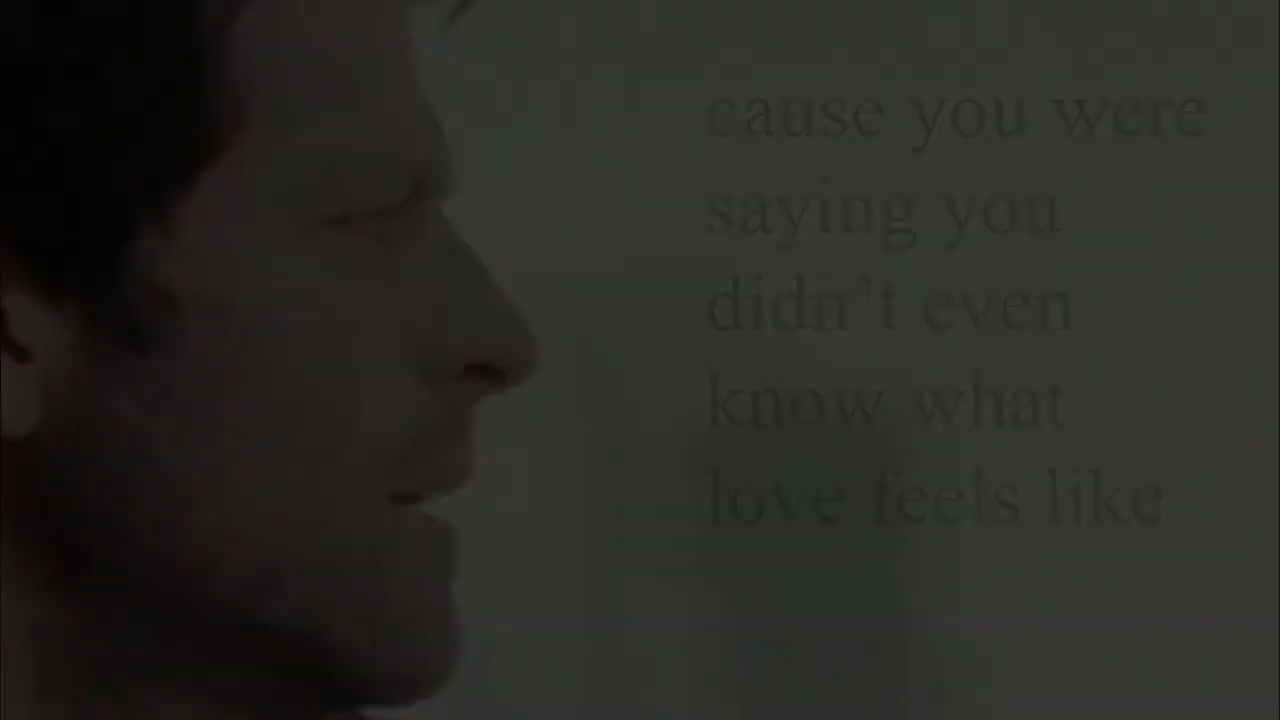 cause you were
saying you
didn't even
know what
love feels like